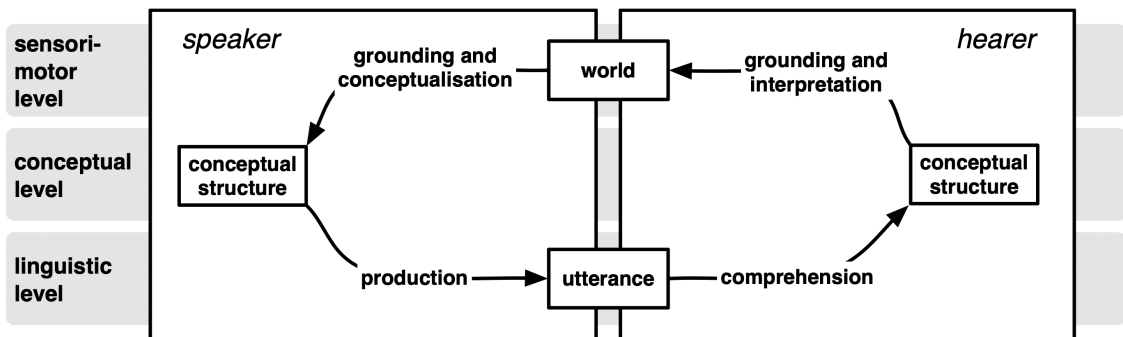 sensori-
motor
level
speaker
grounding and
conceptualisation
world
grounding and
interpretation
hearer
conceptual
level
conceptual
structure
conceptual
structure
linguistic
level
production
utterance
comprehension